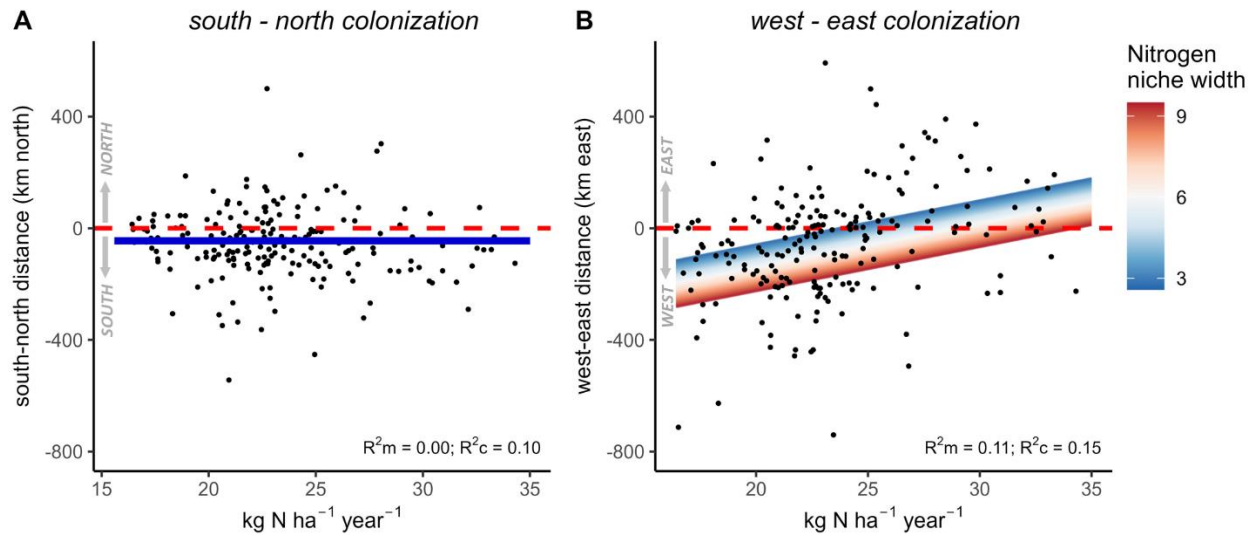 A
south - north colonization
south-north distance (km north)
400
0
-400
-800
NORTH
SOUTH
R²m = 0.00; R²c = 0.10
15
20
25
30
35
kg N ha⁻¹ year⁻¹
B
west - east colonization
west-east distance (km east)
400
0
-400
-800
EAST
WEST
R²m = 0.11; R²c = 0.15
20
25
30
35
kg N ha⁻¹ year⁻¹
Nitrogen
niche width
9
6
3